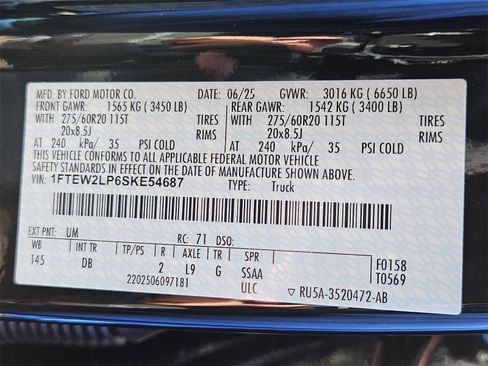 MFD. BY FORD MOTOR CO. DATE: 06/25 GVWR: 3016 KG ( 6650 LB)
FRONT GAWR: 1565 KG ( 3450 LB) REAR GAWR: 1542 KG ( 3400 LB)
WITH 275/60R20 115T TIRES WITH 275/60R20 115T TIRES
20x8.5J RIMS 20x8.5J RIMS
AT 240 kPa/ 35 PSI COLD AT 240 kPa/ 35 PSI COLD
THIS VEHICLE CONFORMS TO ALL APPLICABLE FEDERAL MOTOR VEHICLE
SAFETY STANDARDS IN EFFECT ON THE DATE OF MANUFACTURE SHOWN ABOVE.
VIN: 1FTEW2LP6SKE54687 TYPE: Truck
EXT PNT: UM RC: 71 DSO:
WB INT TR TP/PS R AXLE TR SPR F0158
145 DB 2 L9 G SSAA T0569
2202506097181 ULC ▽ RU5A-3520472-AB